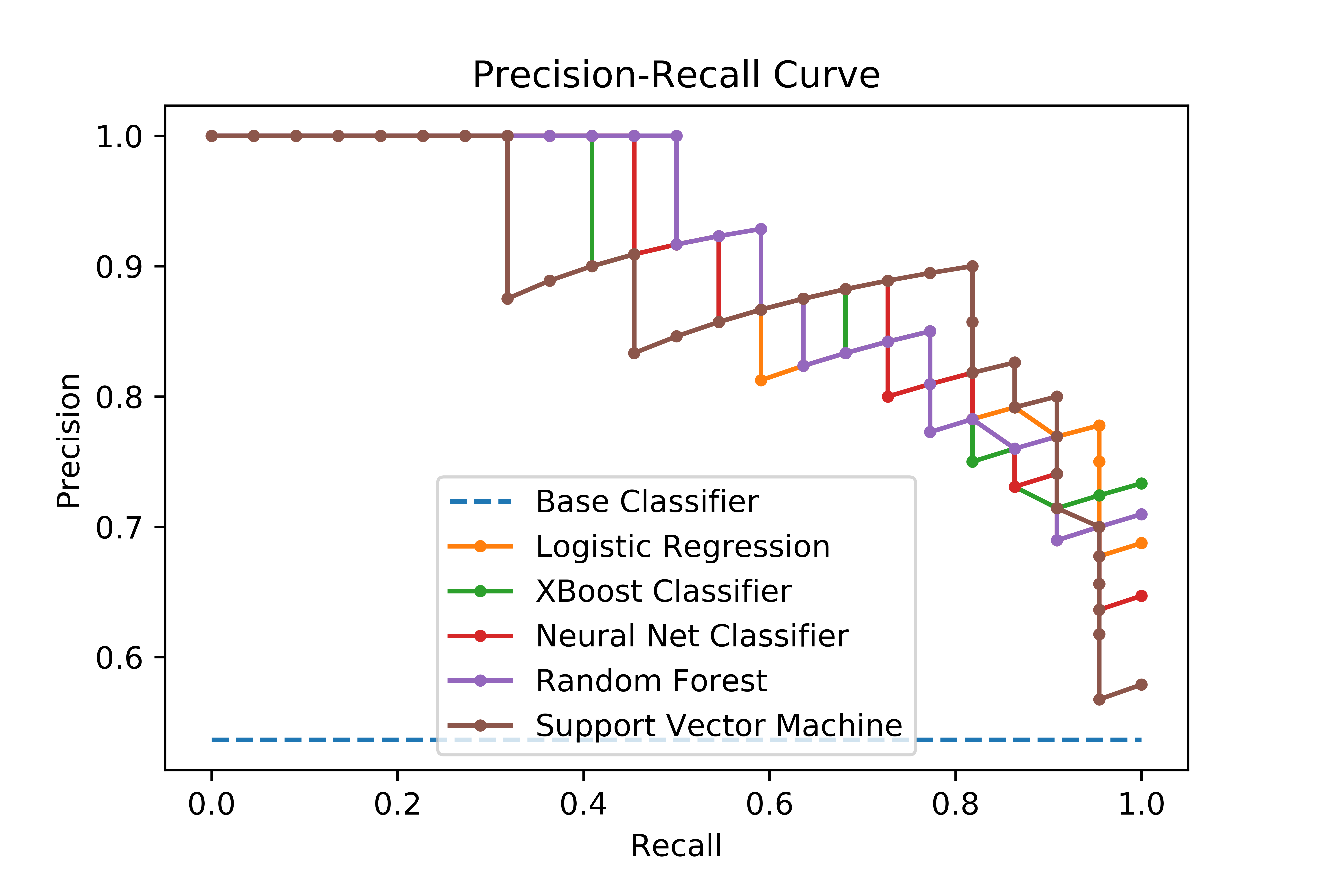 Precision-Recall Curve
1.0
0.9
0.8
0.7
0.6
Precision
Base Classifier
Logistic Regression
XBoost Classifier
Neural Net Classifier
Random Forest
Support Vector Machine
0.0 0.2 0.4 0.6 0.8 1.0
Recall